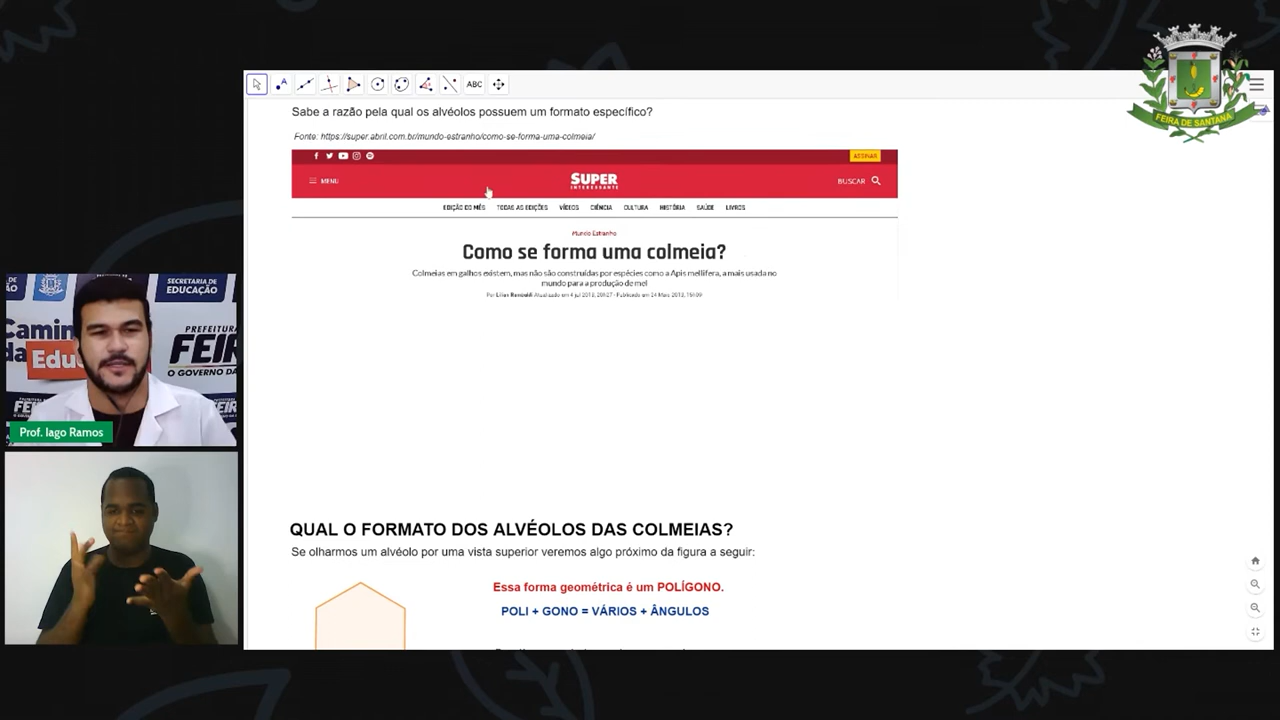 ABC
Sabe a razão pela qual os alvéolos possuem um formato específico?
Fonte: https://super.abril.com.br/mundo-estranho/como-se-forma-uma-colmeia/
ASSINAR
MENU
SUPER
INTERESSANTE
BUSCAR
EDIÇÃO DO MÊS TODAS AS EDIÇÕES VÍDEOS CIÊNCIA CULTURA HISTÓRIA SAÚDE LIVROS
Mundo Estranho
Como se forma uma colmeia?
Colmeias em galhos existem, mas não são construídas por espécies como a Apis mellifera, a mais usada no
mundo para a produção de mel
QUAL O FORMATO DOS ALVÉOLOS DAS COLMEIAS?
Se olharmos um alvéolo por uma vista superior veremos algo próximo da figura a seguir:
Essa forma geométrica é um POLÍGONO.
POLI + GONO = VÁRIOS + ÂNGULOS
FEIRA DE SANTANA
SECRETARIA DE
EDUCAÇÃO
Camin
da
Edu
PREFEITURA
FEIR
O GOVERNO DA
Prof. Iago Ramos